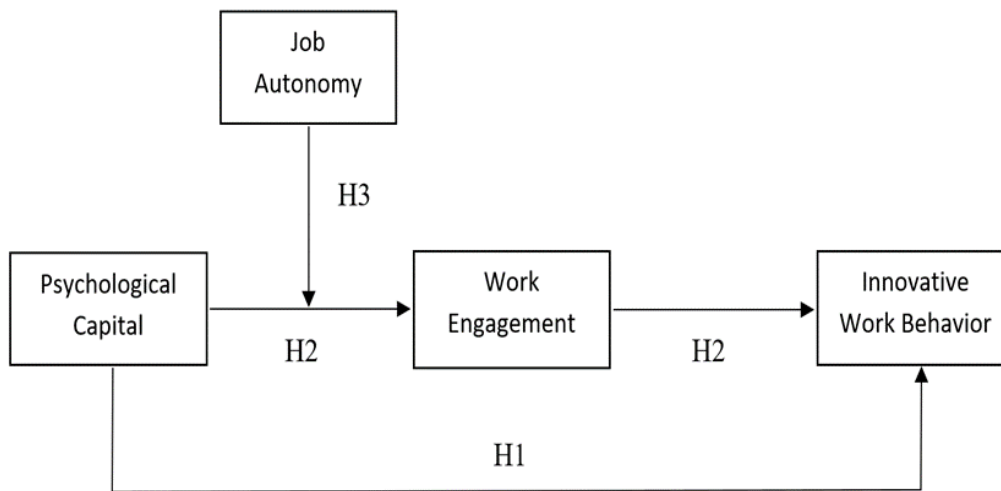 Job
Autonomy
H3
Psychological
Capital
H2
Work
Engagement
H2
Innovative
Work Behavior
H1